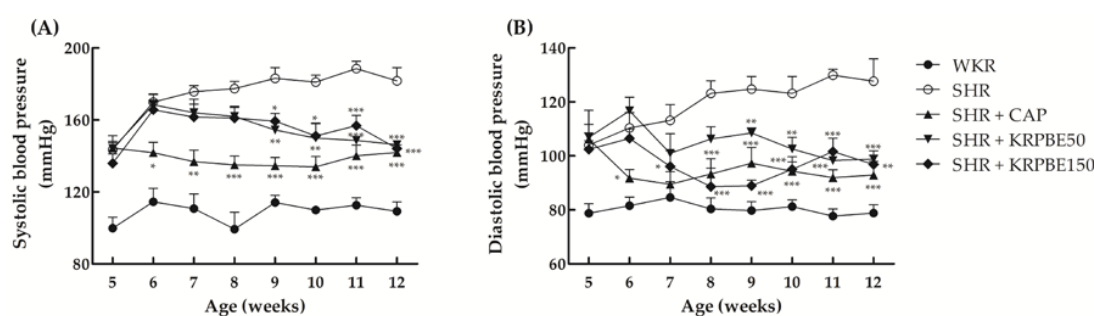 (A)
Systolic blood pressure
(mmHg)
200
160
120
80
5 6 7 8 9 10 11 12
Age (weeks)
* ** *** * ** *** * ** *** *** *** *** *** ***
(B)
Diastolic blood pressure
(mmHg)
140
120
100
80
60
5 6 7 8 9 10 11 12
Age (weeks)
* * *** *** ** *** *** ** *** *** *** *** *** *** ** ***
WKR
SHR
SHR + CAP
SHR + KRPBE50
SHR + KRPBE150